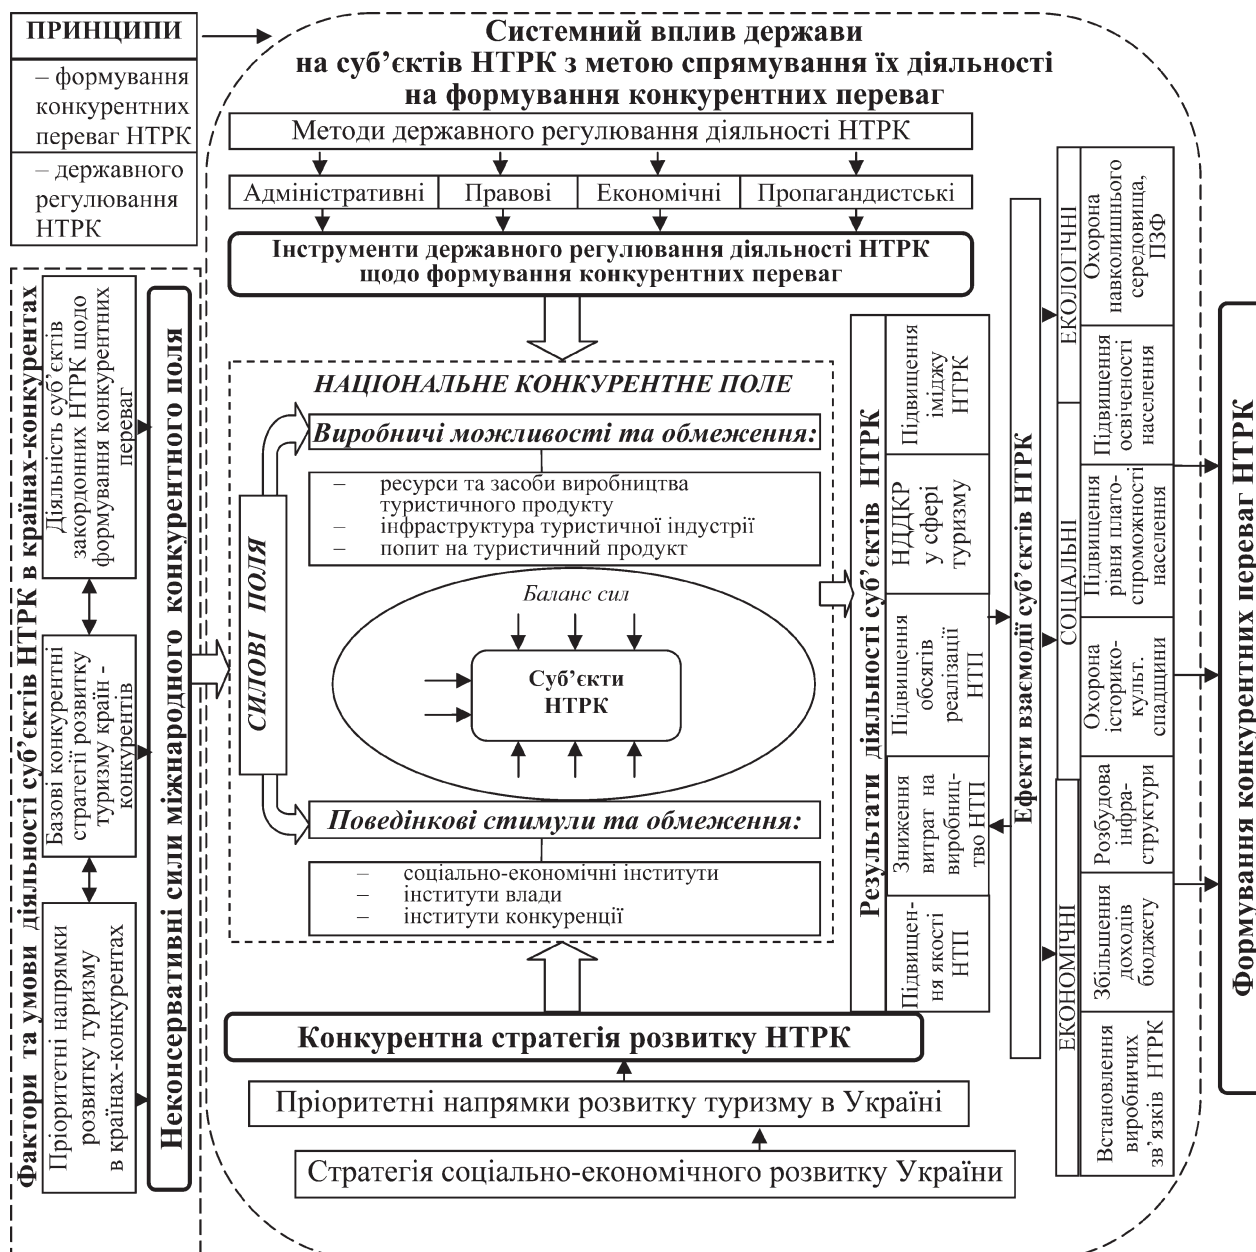 ПРИНЦИПИ
– формування
конкурентних
переваг НТРК
– державного
регулювання
НТРК
Системний вплив держави
на суб’єктів НТРК з метою спрямування їх діяльності
на формування конкурентних переваг
Методи державного регулювання діяльності НТРК
Адміністративні
Правові
Економічні
Пропагандистські
Інструменти державного регулювання діяльності НТРК
щодо формування конкурентних переваг
Фактори та умови діяльності суб’єктів НТРК в країнах-конкурентах
Діяльність суб’єктів
закордонних НТРК щодо
формування конкурентних
переваг
Базові конкурентні
стратегії розвитку
туризму країн -
конкурентів
Пріоритетні напрямки
розвитку туризму
в країнах-конкурентах
Неконсервативні сили міжнародного конкурентного поля
НАЦІОНАЛЬНЕ КОНКУРЕНТНЕ ПОЛЕ
СИЛОВІ ПОЛЯ
Виробничі можливості та обмеження:
– ресурси та засоби виробництва
туристичного продукту
– інфраструктура туристичної індустрії
– попит на туристичний продукт
Баланс сил
Суб’єкти
НТРК
Поведінкові стимули та обмеження:
– соціально-економічні інститути
– інститути влади
– інститути конкуренції
Конкурентна стратегія розвитку НТРК
Пріоритетні напрямки розвитку туризму в Україні
Стратегія соціально-економічного розвитку України
Результати діяльності суб’єктів НТРК
Підвищення
іміджу
НТРК
НДДКР
у сфері
туризму
Підвищення
обсягів
реалізації
НТП
Зниження
витрат на
виробниц-
тво НТП
Підвищен-
ня якості
НТП
Ефекти взаємодії суб’єктів НТРК
ЕКОЛОГІЧНІ
СОЦІАЛЬНІ
ЕКОНОМІЧНІ
Охорона
навколишнього
середовища,
ПЗФ
Підвищення
освіченості
населення
Підвищення
рівня плато-
спроможності
населення
Охорона
історико-
культ.
спадщини
Розбудова
інфра-
структури
Збільшення
доходів
бюджету
Встановлення
виробничих
зв’язків НТРК
Формування конкурентних переваг НТРК